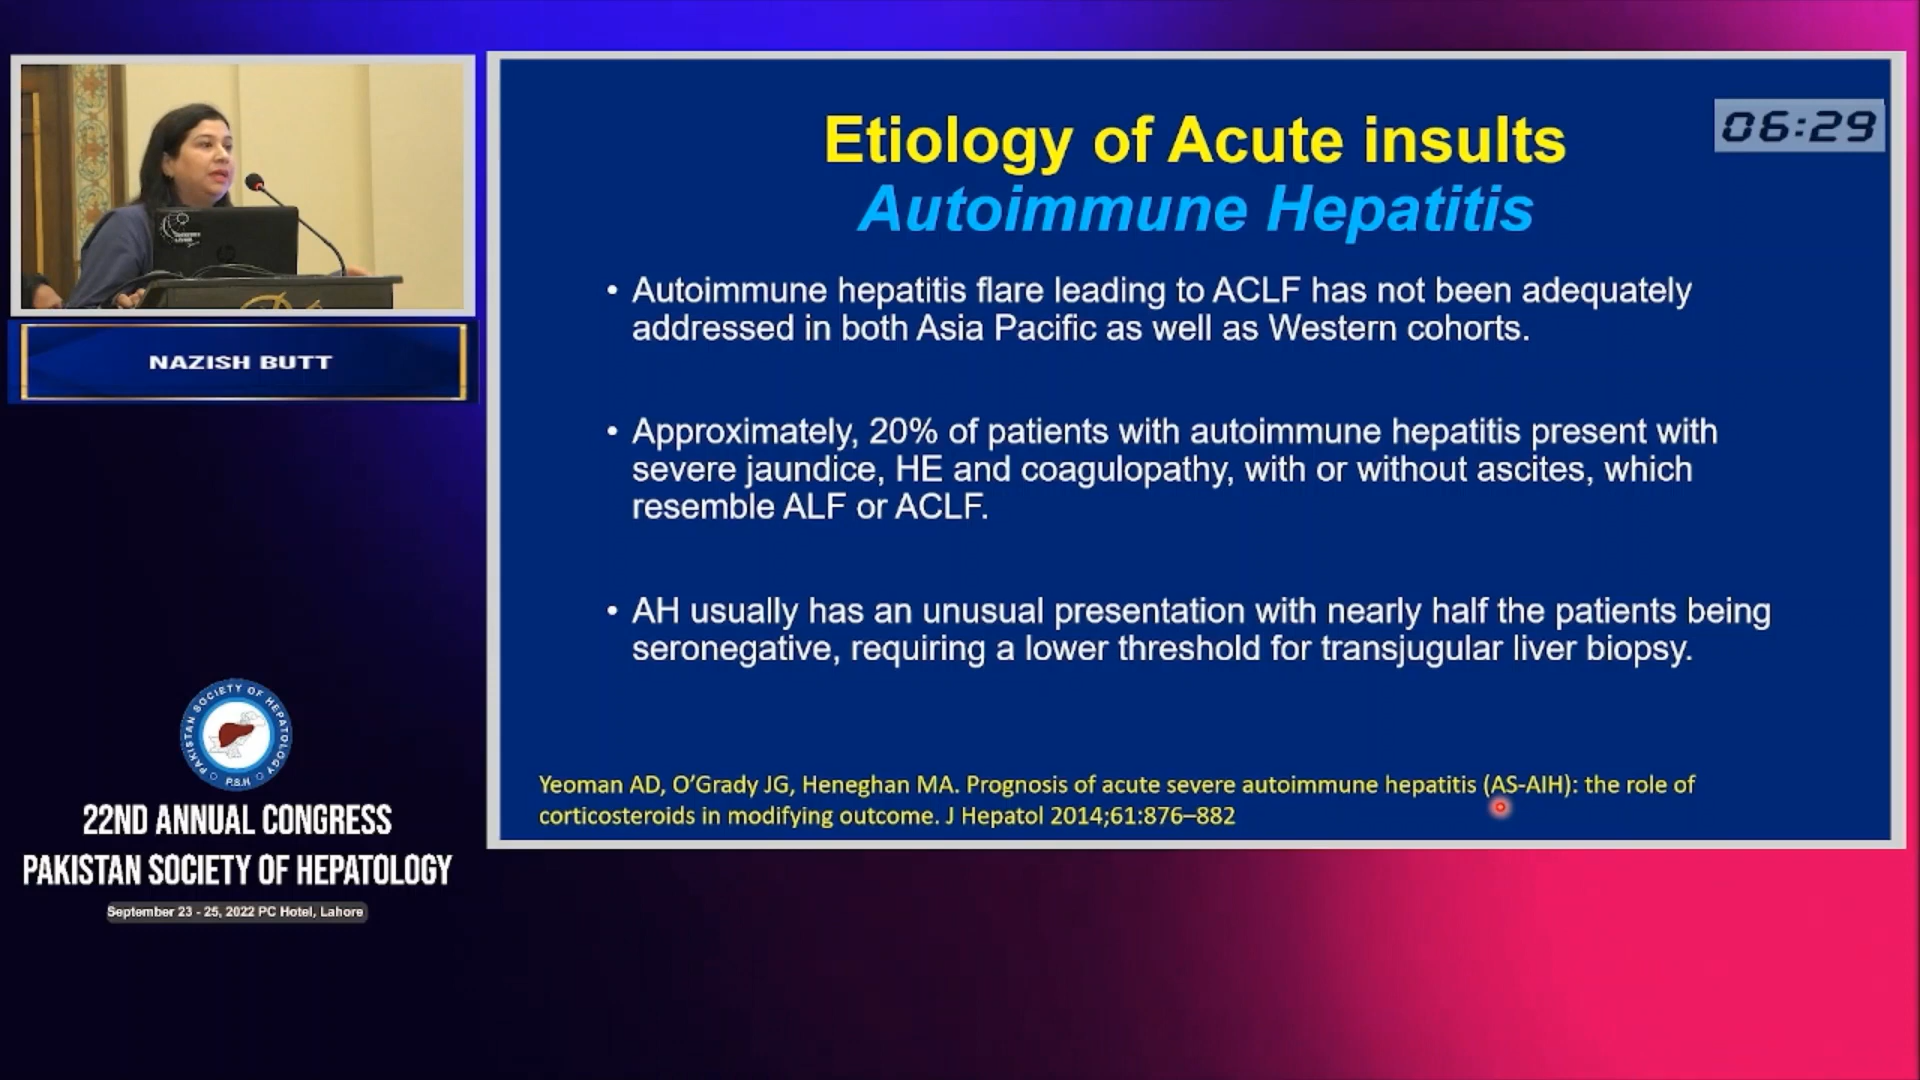 NAZISH BUTT
PAKISTAN SOCIETY OF HEPATOLOGY
P.S.H
22ND ANNUAL CONGRESS
PAKISTAN SOCIETY OF HEPATOLOGY
September 23 - 25, 2022 PC Hotel, Lahore
06:29
Etiology of Acute insults
Autoimmune Hepatitis
• Autoimmune hepatitis flare leading to ACLF has not been adequately
addressed in both Asia Pacific as well as Western cohorts.
• Approximately, 20% of patients with autoimmune hepatitis present with
severe jaundice, HE and coagulopathy, with or without ascites, which
resemble ALF or ACLF.
• AH usually has an unusual presentation with nearly half the patients being
seronegative, requiring a lower threshold for transjugular liver biopsy.
Yeoman AD, O’Grady JG, Heneghan MA. Prognosis of acute severe autoimmune hepatitis (AS-AIH): the role of
corticosteroids in modifying outcome. J Hepatol 2014;61:876–882